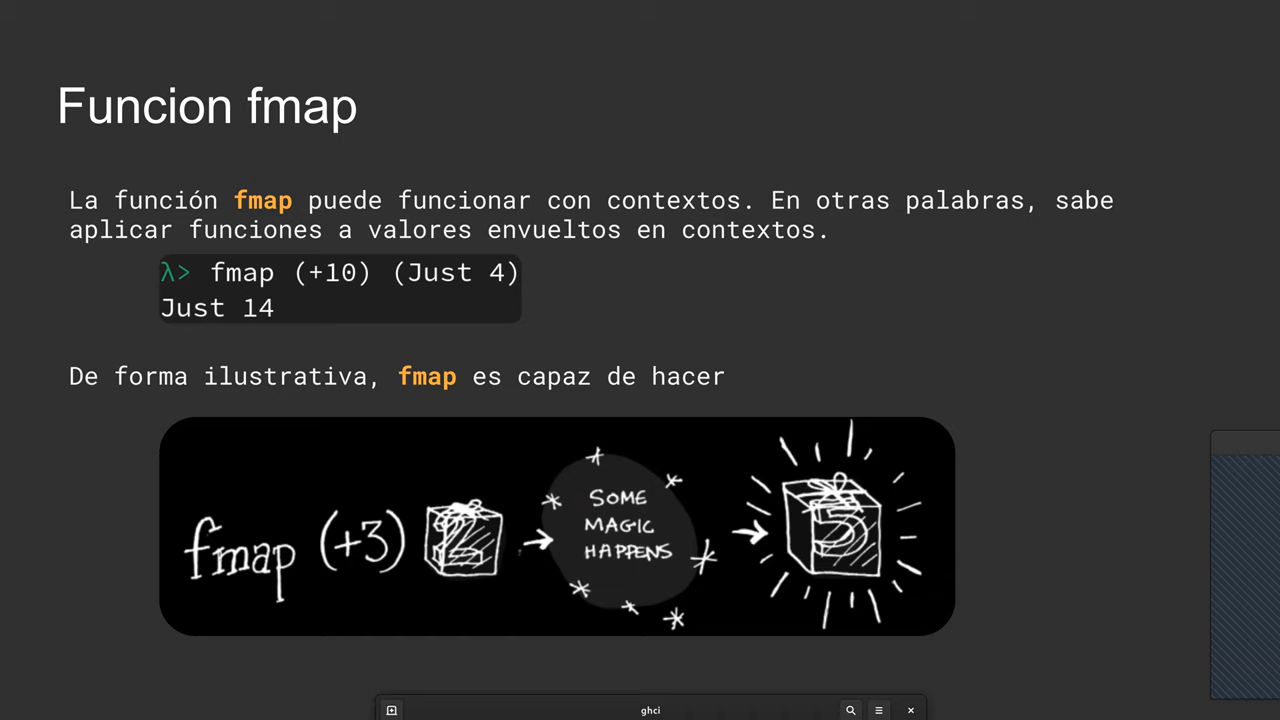 Funcion fmap
La función fmap puede funcionar con contextos. En otras palabras, sabe
aplicar funciones a valores envueltos en contextos.
λ> fmap (+10) (Just 4)
Just 14
De forma ilustrativa, fmap es capaz de hacer
fmap (+3) 2
SOME
MAGIC
HAPPENS
5
ghci